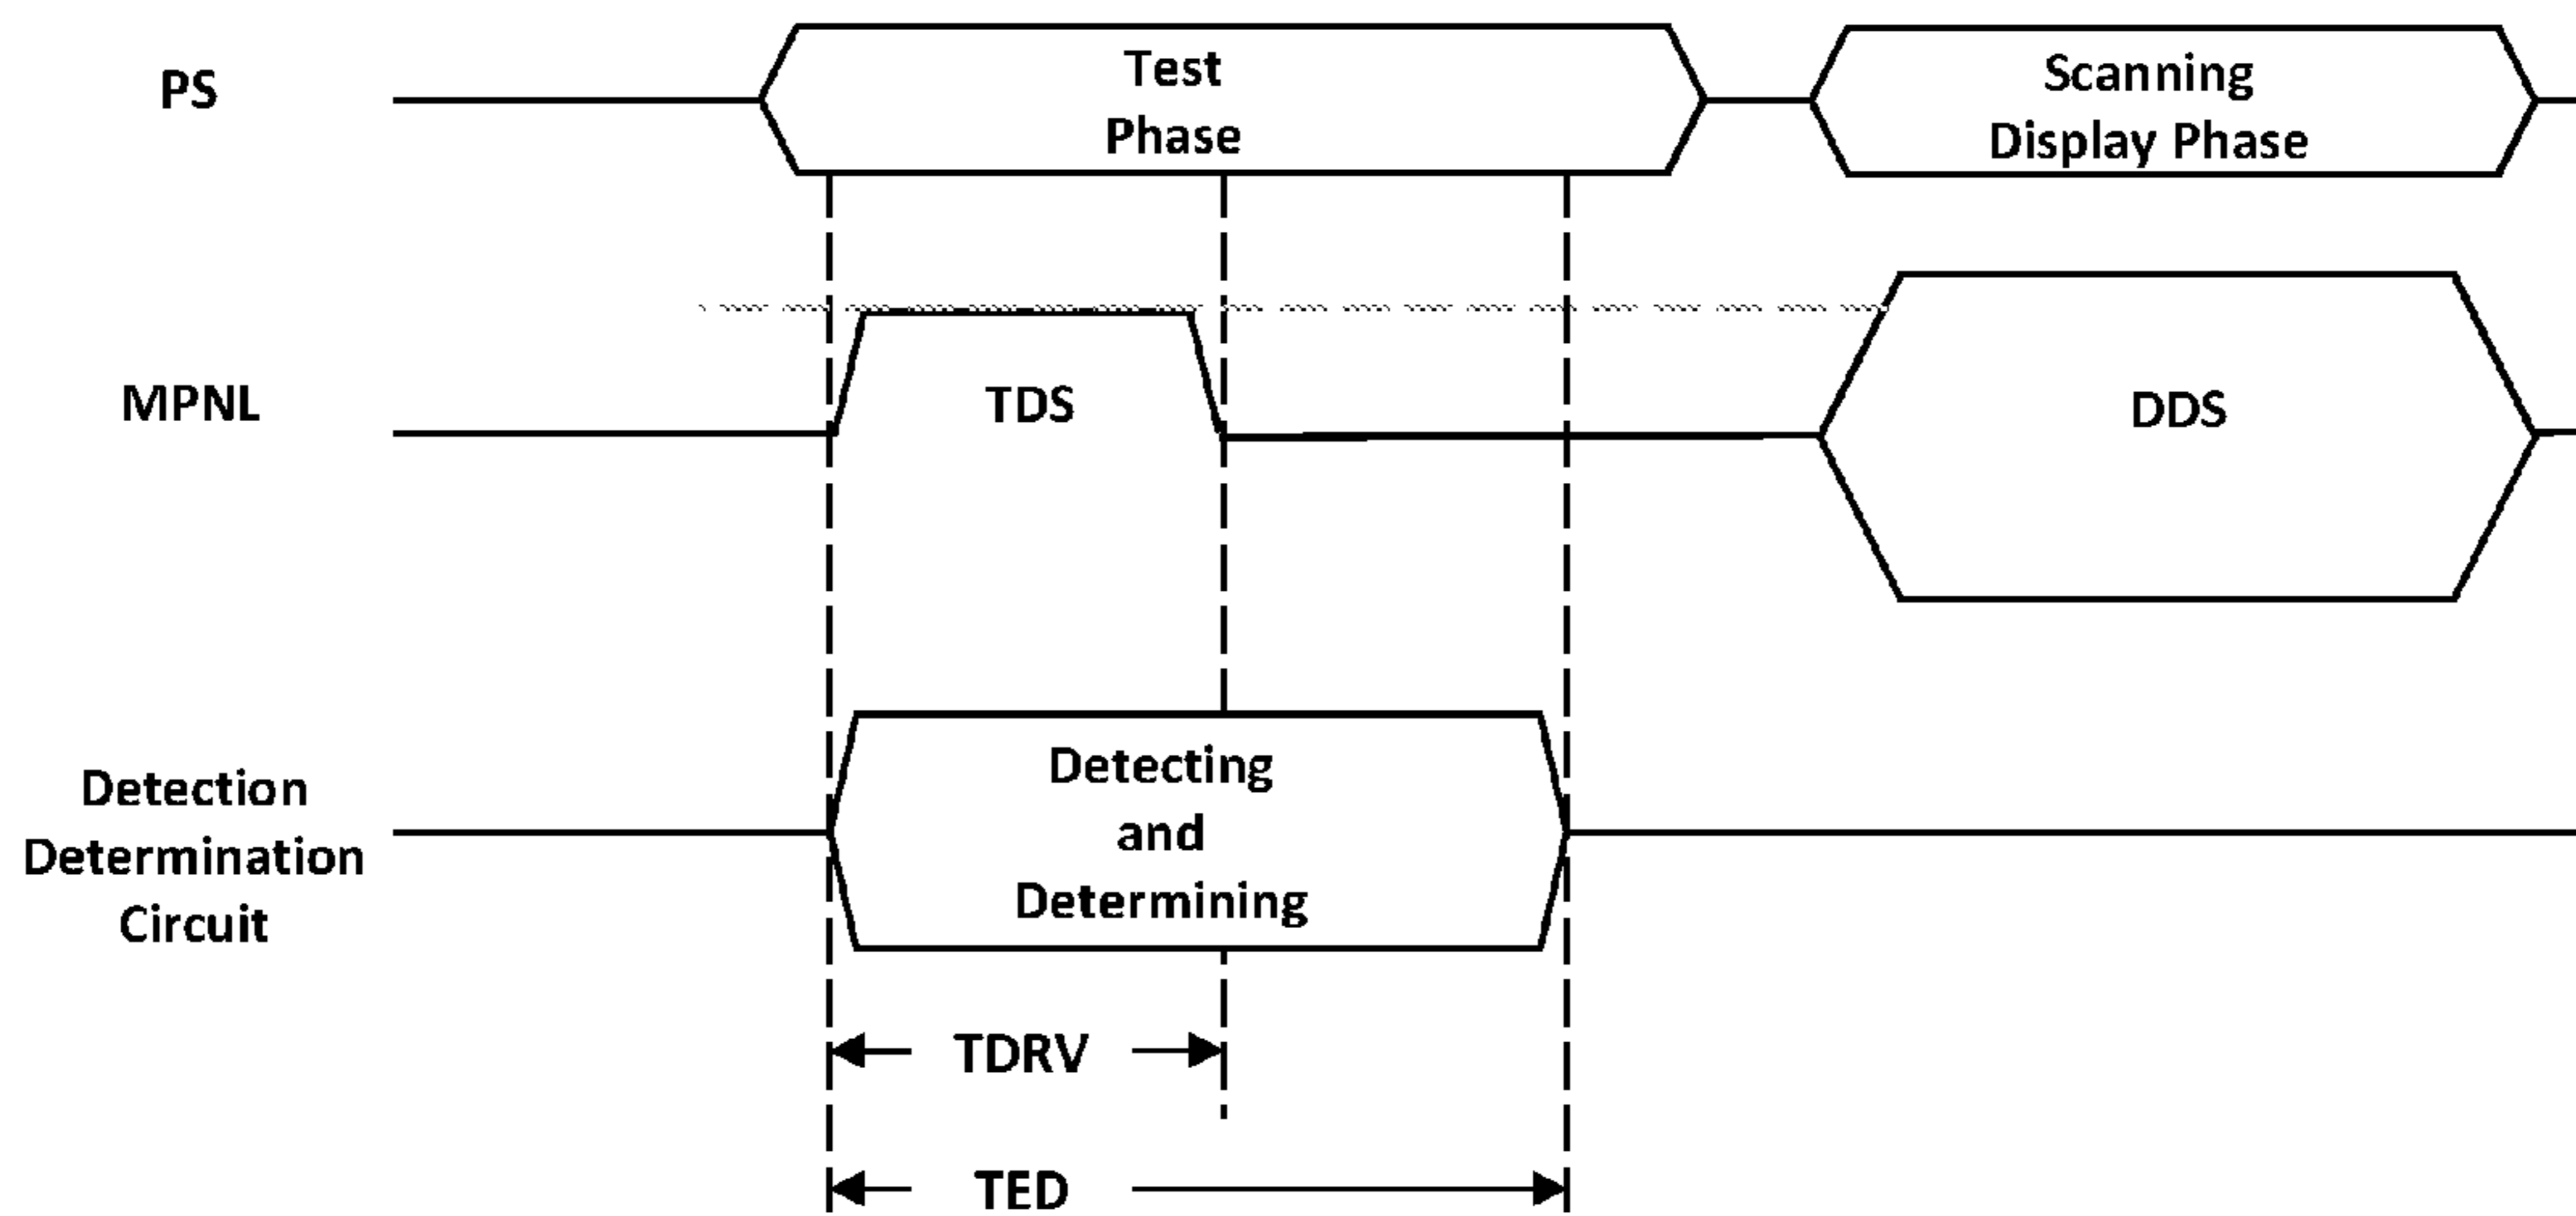 PS
Test
Phase
Scanning
Display Phase
MPNL
TDS
DDS
Detection
Determination
Circuit
Detecting
and
Determining
TDRV
TED